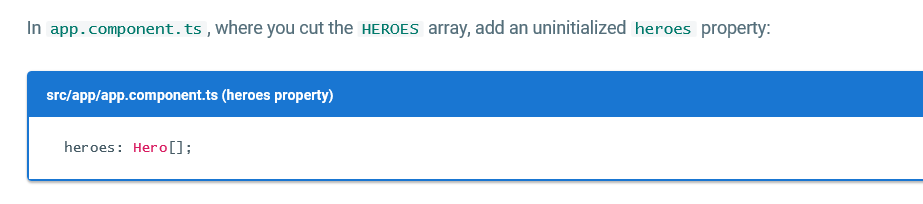 In app.component.ts, where you cut the HEROES array, add an uninitialized heroes property:
src/app/app.component.ts (heroes property)
heroes: Hero[];